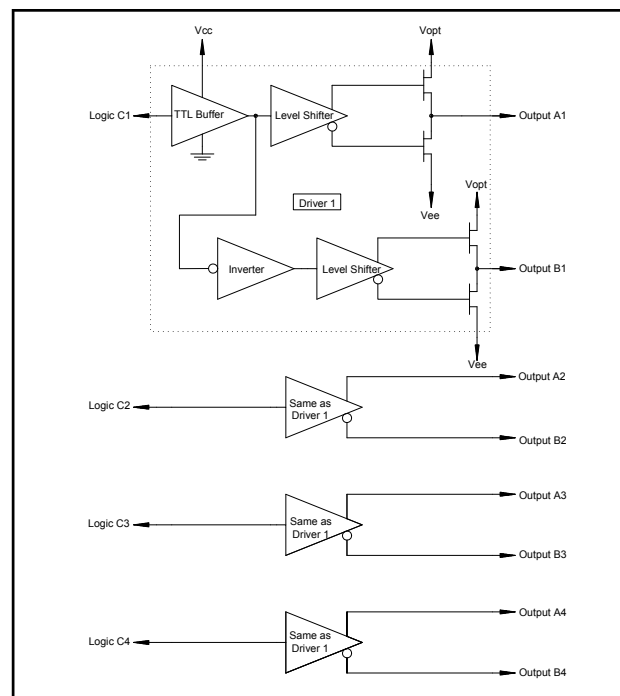 Vcc
Vopt
Logic C1
TTL Buffer
Level Shifter
Output A1
Driver 1
Vee
Vopt
Inverter
Level Shifter
Output B1
Vee
Output A2
Logic C2
Same as
Driver 1
Output B2
Output A3
Logic C3
Same as
Driver 1
Output B3
Output A4
Logic C4
Same as
Driver 1
Output B4